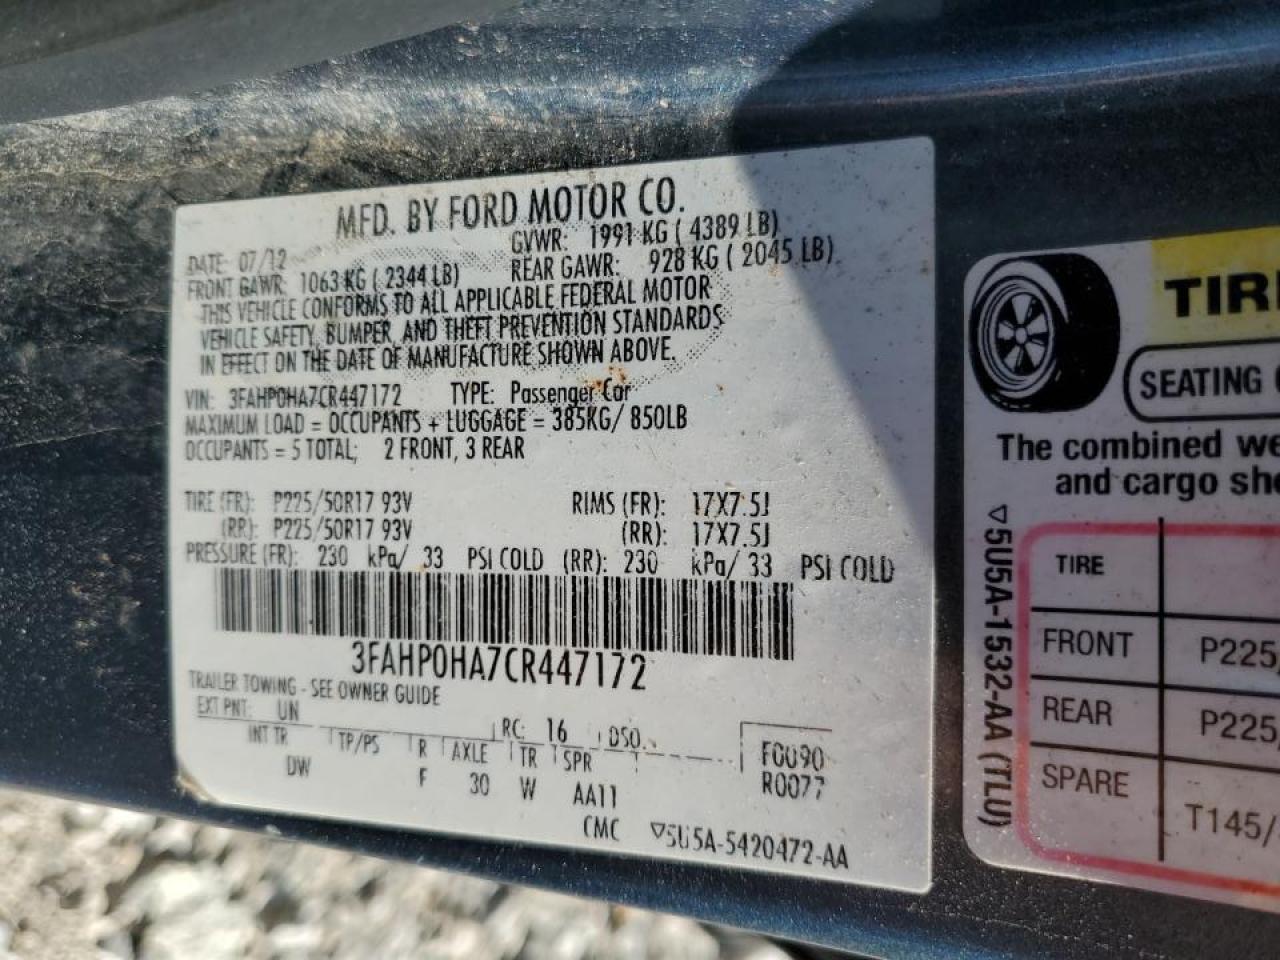 MFD. BY FORD MOTOR CO.
DATE: 07/12 GVWR: 1991 KG ( 4389 LB)
FRONT GAWR: 1063 KG ( 2344 LB) REAR GAWR: 928 KG ( 2045 LB)
THIS VEHICLE CONFORMS TO ALL APPLICABLE FEDERAL MOTOR
VEHICLE SAFETY, BUMPER, AND THEFT PREVENTION STANDARDS
IN EFFECT ON THE DATE OF MANUFACTURE SHOWN ABOVE.
VIN: 3FAHP0HA7CR447172 TYPE: Passenger Car
MAXIMUM LOAD = OCCUPANTS + LUGGAGE = 385KG/ 850LB
OCCUPANTS = 5 TOTAL; 2 FRONT, 3 REAR
TIRE (FR): P225/50R17 93V RIMS (FR): 17X7.5J
(RR): P225/50R17 93V (RR): 17X7.5J
PRESSURE (FR): 230 kPa/ 33 PSI COLD (RR): 230 kPa/ 33 PSI COLD
3FAHP0HA7CR447172
TRAILER TOWING - SEE OWNER GUIDE
EXT PNT: UN RC: 16 DSO:
INT TR TP/PS R AXLE TR SPR F0090
DW F 30 W AA11 R0077
CMC ▽5U5A-5420472-AA
TIR
SEATING
The combined we
and cargo she
▽5U5A-1532-AA (TLU)
TIRE
FRONT P225
REAR P225
SPARE T145/